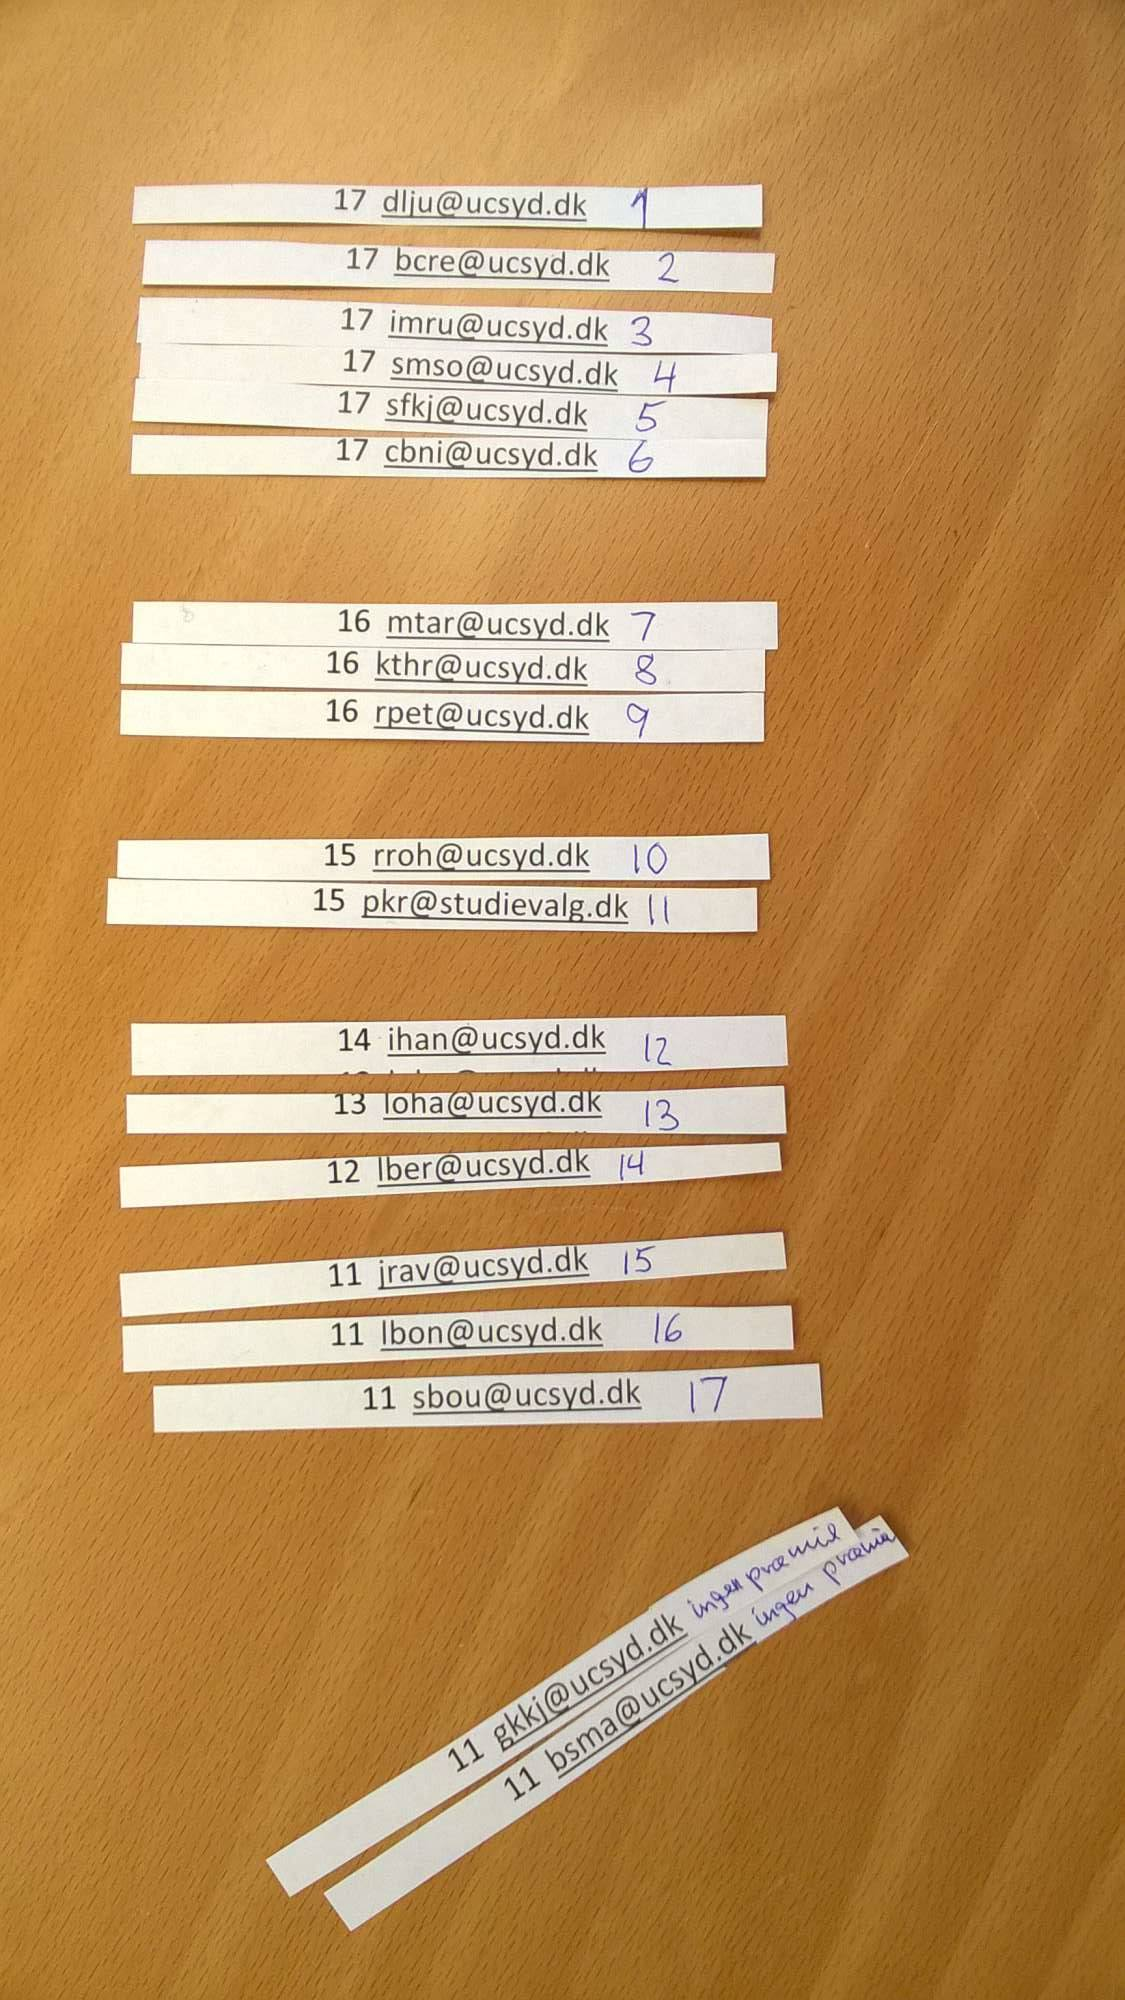 17 dlju@ucsyd.dk 1
17 bcre@ucsyd.dk 2
17 imru@ucsyd.dk 3
17 smso@ucsyd.dk 4
17 sfkj@ucsyd.dk 5
17 cbni@ucsyd.dk 6
16 mtar@ucsyd.dk 7
16 kthr@ucsyd.dk 8
16 rpet@ucsyd.dk 9
15 rroh@ucsyd.dk 10
15 pkr@studievalg.dk 11
14 ihan@ucsyd.dk 12
13 loha@ucsyd.dk 13
12 lber@ucsyd.dk 14
11 jrav@ucsyd.dk 15
11 lbon@ucsyd.dk 16
11 sbou@ucsyd.dk 17
11 gkkj@ucsyd.dk ingen præmie
11 bsma@ucsyd.dk ingen præmie